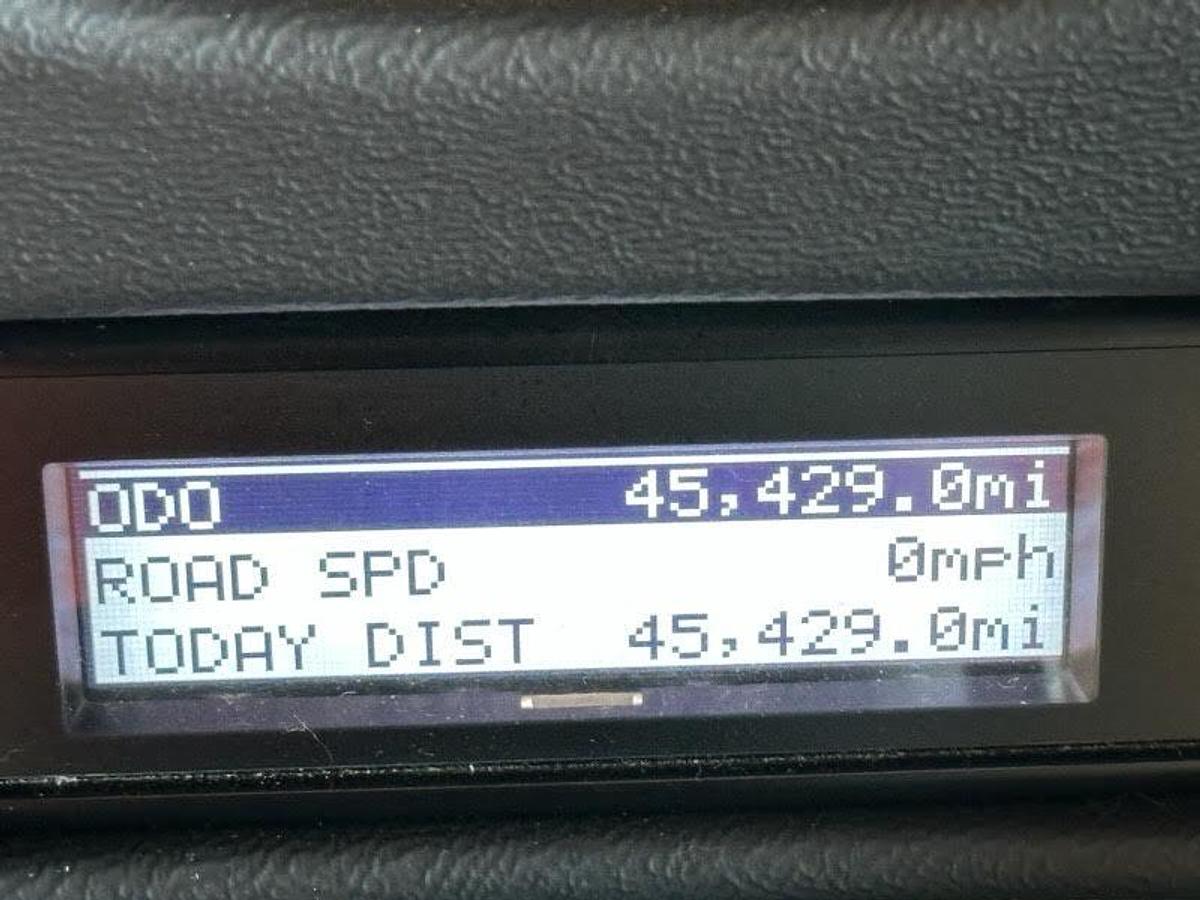 ODO 45,429.0mi
ROAD SPD 0mph
TODAY DIST 45,429.0mi